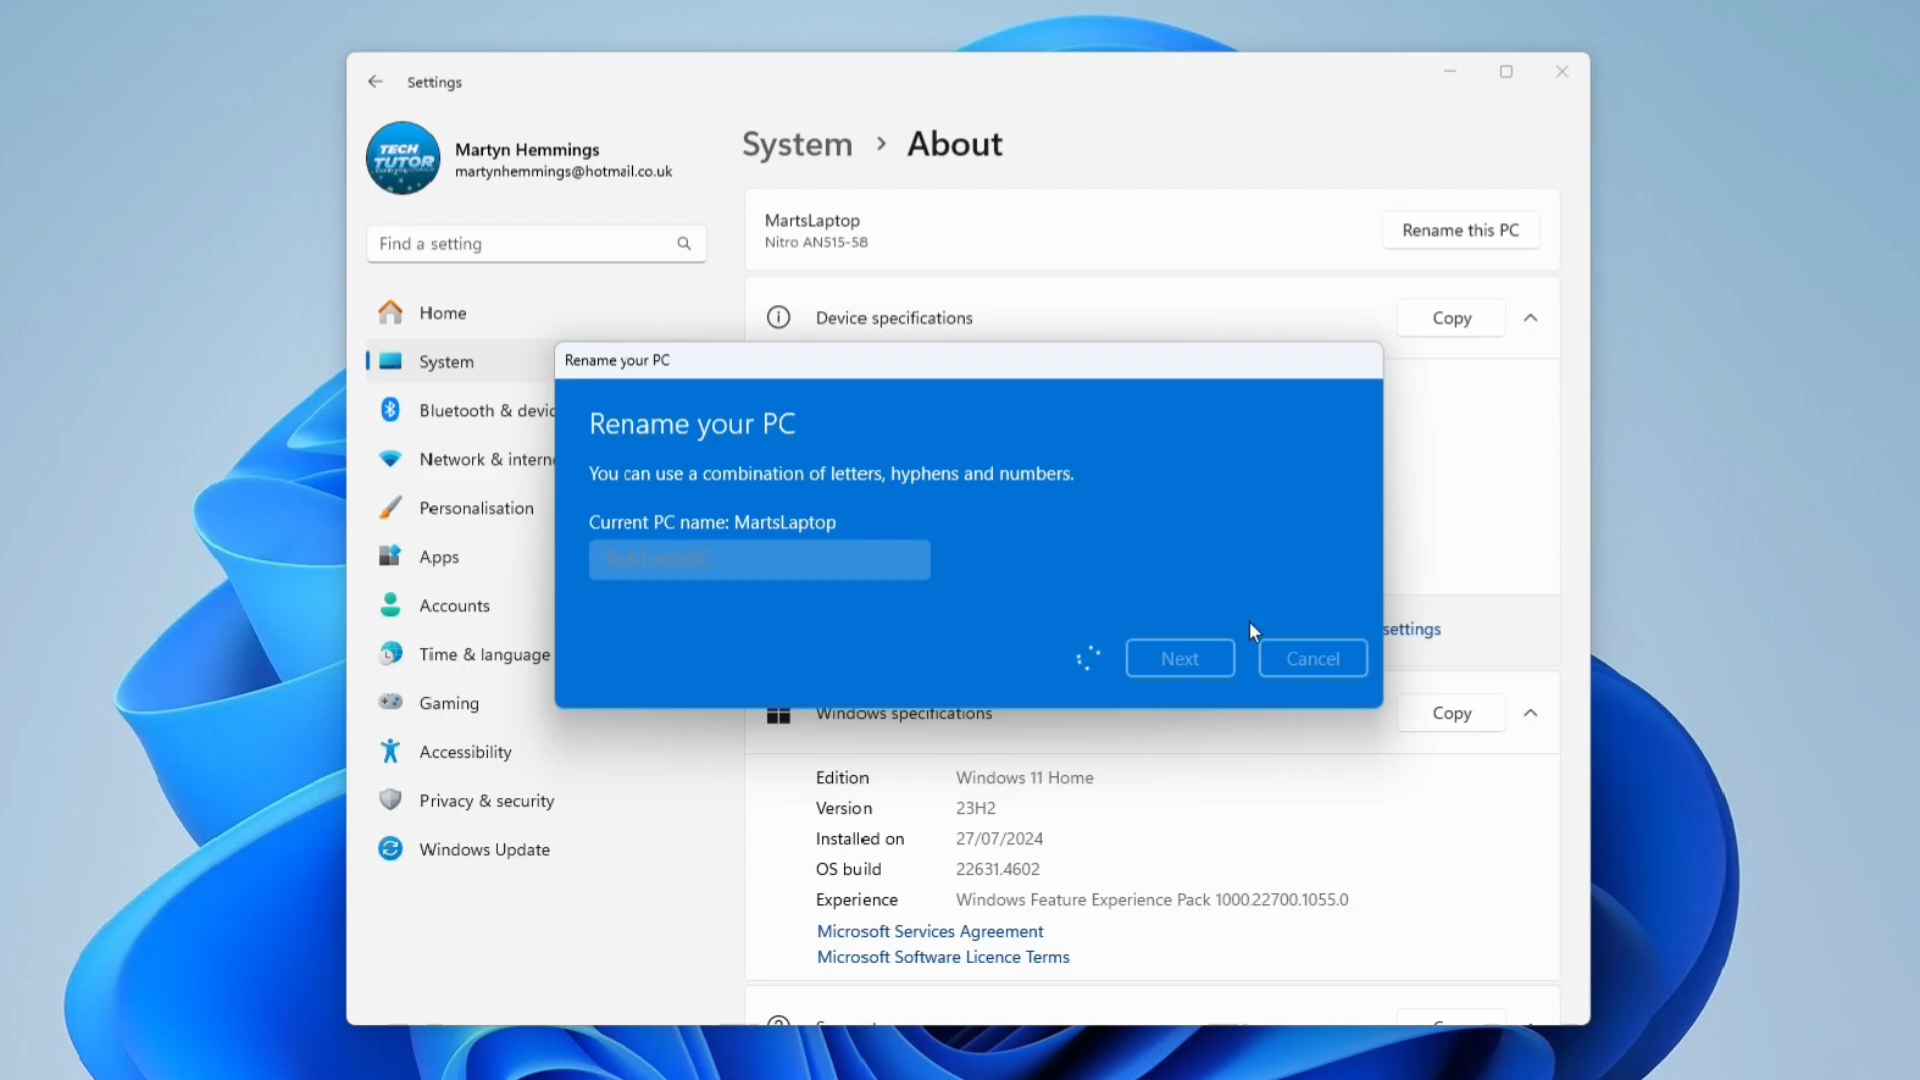 Settings
TECH
TUTOR
Martyn Hemmings
martynhemmings@hotmail.co.uk
Find a setting
Home
System
Bluetooth & devic
Network & intern
Personalisation
Apps
Accounts
Time & language
Gaming
Accessibility
Privacy & security
Windows Update
System > About
MartsLaptop
Nitro AN515-58
Rename this PC
Device specifications
Copy
Rename your PC
Rename your PC
You can use a combination of letters, hyphens and numbers.
Current PC name: MartsLaptop
Next
Cancel
settings
Windows specifications
Copy
Edition Windows 11 Home
Version 23H2
Installed on 27/07/2024
OS build 22631.4602
Experience Windows Feature Experience Pack 1000.22700.1055.0
Microsoft Services Agreement
Microsoft Software Licence Terms